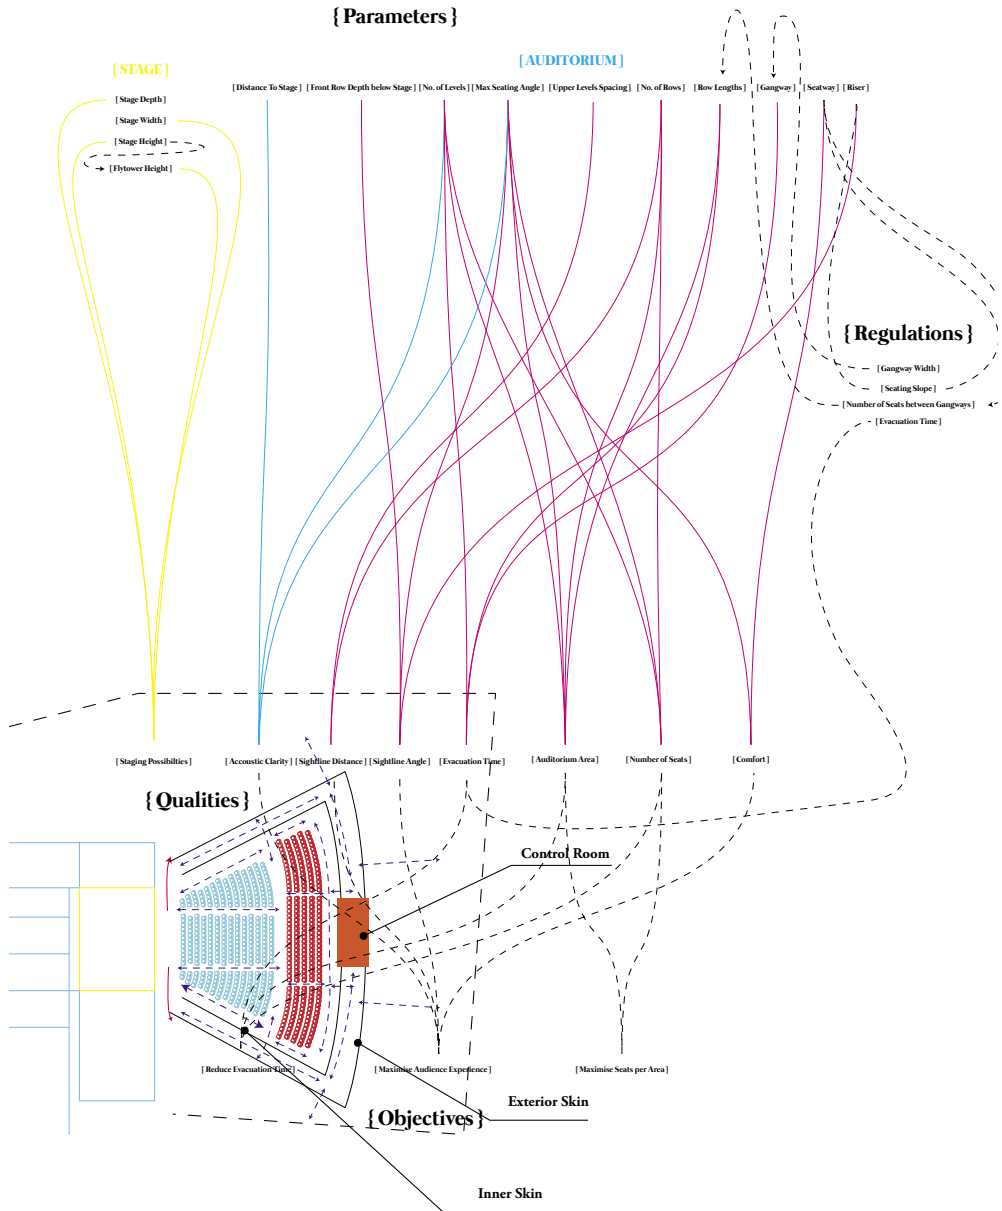 { Parameters }
[ STAGE ]
[ AUDITORIUM ]
[ Distance To Stage ] [ Front Row Depth below Stage ] [ No. of Levels ] [ Max Seating Angle ] [ Upper Levels Spacing ] [ No. of Rows ] [ Row Lengths ] [ Gangway ] [ Seatway ] [ Riser ]
[ Stage Depth ]
[ Stage Width ]
[ Stage Height ]
[ Flytower Height ]
{ Regulations }
[ Gangway Width ]
[ Seating Slope ]
[ Number of Seats between Gangways ]
[ Evacuation Time ]
[ Staging Possibilties ] [ Accoustic Clarity ] [ Sightline Distance ] [ Sightline Angle ] [ Evacuation Time ] [ Auditorium Area ] [ Number of Seats ] [ Comfort ]
{ Qualities }
Control Room
[ Reduce Evacuation Time ] [ Maximise Audience Experience ] [ Maximise Seats per Area ]
Exterior Skin
{ Objectives }
Inner Skin